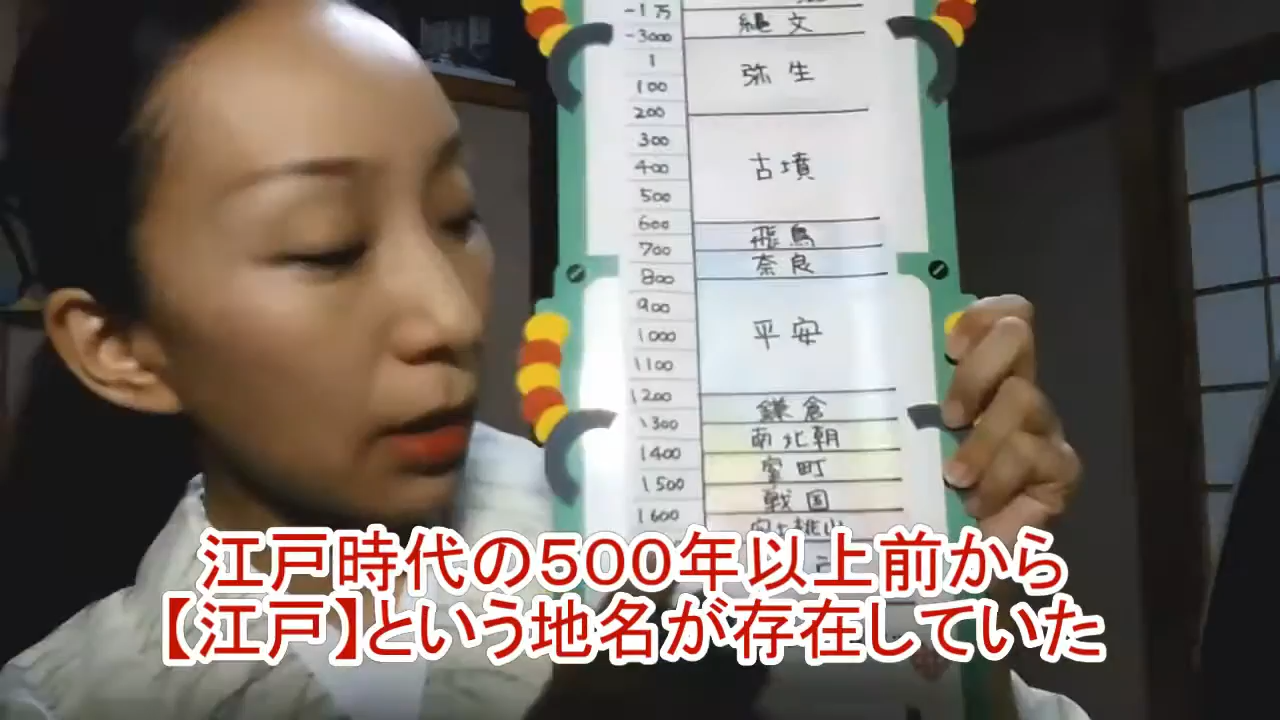 -1万
縄文
-3000
1
弥生
100
200
300
古墳
400
500
600
飛鳥
700
奈良
800
900
平安
1000
1100
1200
鎌倉
1300
南北朝
1400
室町
1500
戦国
1600
江戸時代の500年以上前から
【江戸】という地名が存在していた